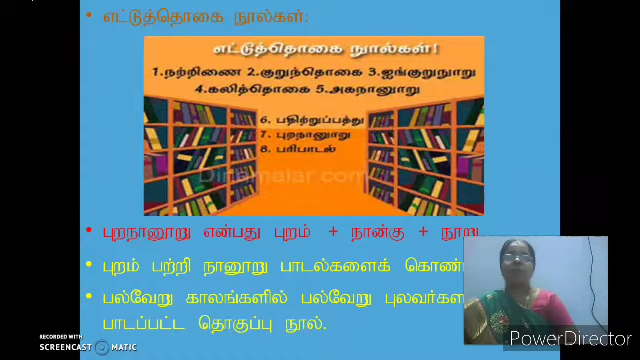 எட்டுத்தொகை நூல்கள்:
எட்டுத்தொகை நூல்கள்!
1.நற்றிணை 2.குறுந்தொகை 3.ஐங்குறுநூறு
4.கலித்தொகை 5.அகநானூறு
6. பதிற்றுப்பத்து
7. புறநானூறு
8. பரிபாடல்
Dinamalar.com
புறநானூறு என்பது புறம் + நான்கு + நூறு
புறம் பற்றி நானூறு பாடல்களைக்
பல்வேறு காலங்களில் பல்வேறு
பாடப்பட்ட தொகுப்பு நூல்.
RECORDED WITH
SCREENCAST MATIC
PowerDirector